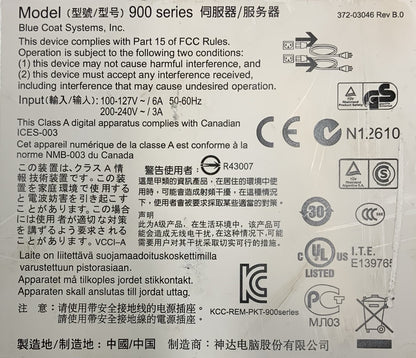 Model (型號/型号) 900 series 伺服器/服务器
372-03046 Rev B.0
Blue Coat Systems, Inc.
This device complies with Part 15 of FCC Rules.
Operation is subject to the following two conditions:
(1) this device may not cause harmful interference, and
(2) this device must accept any interference received,
including interference that may cause undesired operation.
Input(輸入/输入):100-127V~/6A 50-60Hz
200-240V~/3A
This Class A digital apparatus complies with Canadian
ICES-003
Cet appareil numérique de la classe A est conforme à la
norme NMB-003 du Canada
CE
N12610
この装置は、クラスA情
報技術装置です。この装
置を家庭環境で使用する
と電波妨害を引き起こす
ことがあります。この場合
には使用者が適切な対策
を講ずるよう要求される
ことがあります。 VCCI-A
警告使用者:
R43007
這是甲類的資訊產品，在居住的環境中使
用時，可能會造成射頻干擾，在這種情況
下，使用者會被要求採取某些適當的對策
声明
此为A级产品，在生活环境中，该产品可
能会造成无线电干扰，在这种情况下，可能
需要用户对其干扰采取切实可行的措施。
Laite on liitettävä suojamaadoituskoskettimilla
varustettuun pistorasiaan.
Apparatet må tilkoples jordet stikkontakt.
Apparaten skall anslutas till jordat uttag.
注：请使用带安全接地线的电源插座。
請使用帶安全接地線的電源插座。
KCC-REM-PKT-900series
30
CCC
UL
US
LISTED
I.T.E.
E139765
МЛ03
製造地/制造地：中國/中国
製造商/制造商：神达电脑股份有限公司